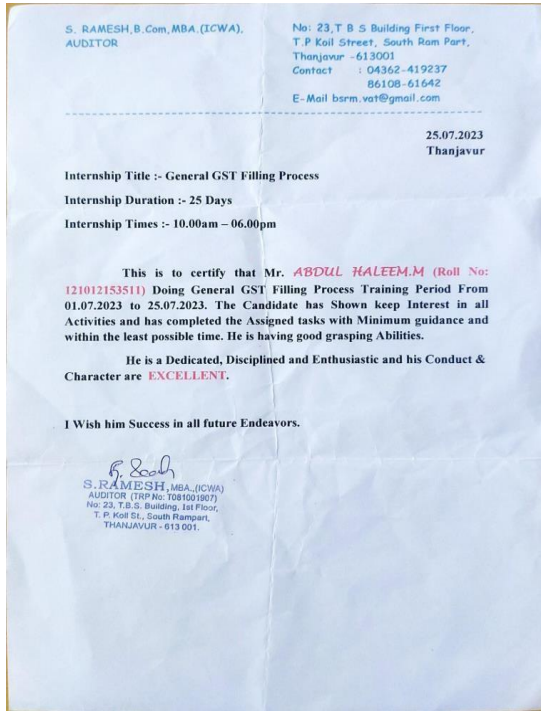 S. RAMESH,B.Com,MBA.(ICWA),
AUDITOR
No: 23,T B S Building First Floor,
T.P Koil Street, South Ram Part,
Thanjavur -613001
Contact : 04362-419237
86108-61642
E-Mail bsrm.vat@gmail.com
25.07.2023
Thanjavur
Internship Title :- General GST Filling Process
Internship Duration :- 25 Days
Internship Times :- 10.00am – 06.00pm
This is to certify that Mr. ABDUL HALEEM.M (Roll No:
121012153511) Doing General GST Filling Process Training Period From
01.07.2023 to 25.07.2023. The Candidate has Shown keep Interest in all
Activities and has completed the Assigned tasks with Minimum guidance and
within the least possible time. He is having good grasping Abilities.
He is a Dedicated, Disciplined and Enthusiastic and his Conduct &
Character are EXCELLENT.
I Wish him Success in all future Endeavors.
S.RAMESH,MBA.,(ICWA)
AUDITOR (TRP No: T081001907)
No: 23, T.B.S. Building, 1st Floor,
T. P. Koil St., South Rampart,
THANJAVUR - 613 001.